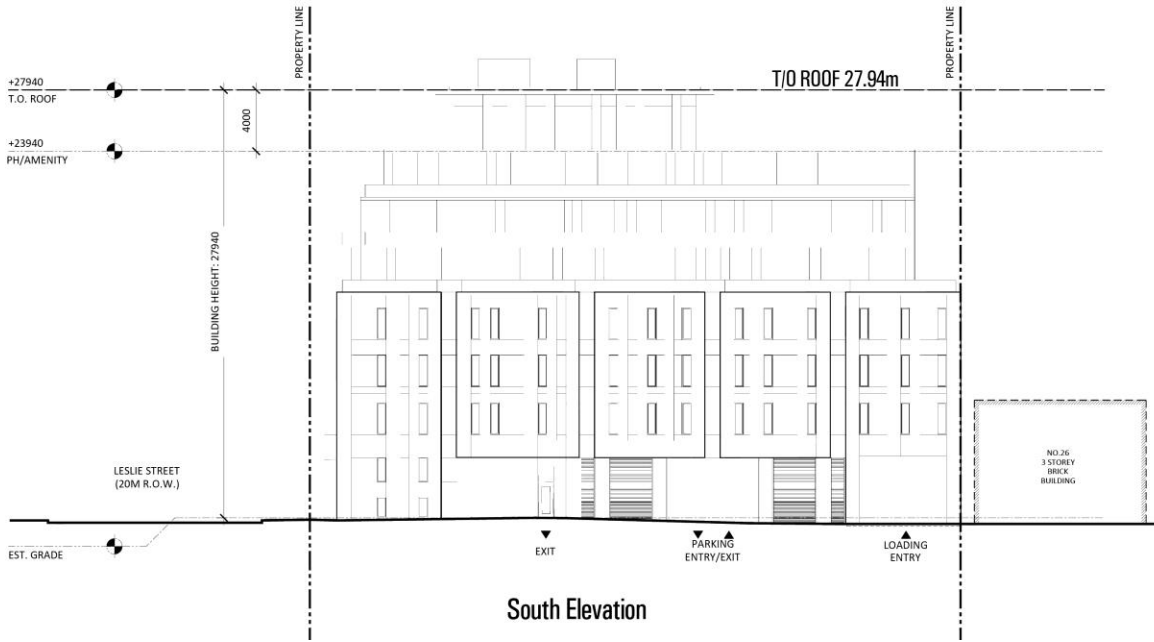 PROPERTY LINE
PROPERTY LINE
+27940
T.O. ROOF
T/O ROOF 27.94m
4000
+23940
PH/AMENITY
BUILDING HEIGHT: 27940
LESLIE STREET
(20M R.O.W.)
NO.26
3 STOREY
BRICK
BUILDING
EST. GRADE
EXIT
PARKING
ENTRY/EXIT
LOADING
ENTRY
South Elevation